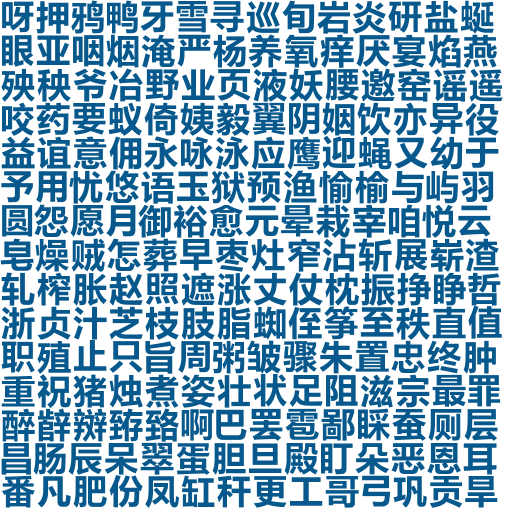 呀押鸦鸭牙雪寻巡旬岩炎研盐蜒
眼亚咽烟淹严杨养氧痒厌宴焰燕
殃秧爷冶野业页液妖腰邀窑谣遥
咬药要蚁倚姨毅翼阴姻饮亦异役
益谊意佣永咏泳应鹰迎蝇又幼于
予用忧悠语玉狱预渔愉榆与屿羽
圆怨愿月御裕愈元晕栽宰咱悦云
皂燥贼怎葬早枣灶窄沾斩展崭渣
轧榨胀赵照遮涨丈仗枕振挣睁哲
浙贞汁芝枝肢脂蜘侄筝至秩直值
职殖止只旨周粥皱骤朱置忠终肿
重祝猪烛煮姿壮状足阻滋宗最罪
醉辥辩臶臵啊巴罢雹鄙睬蚕厕层
昌肠辰呆翠蛋胆旦殿盯朵恶恩耳
番凡肥份凤缸秆更工哥弓巩贡旱